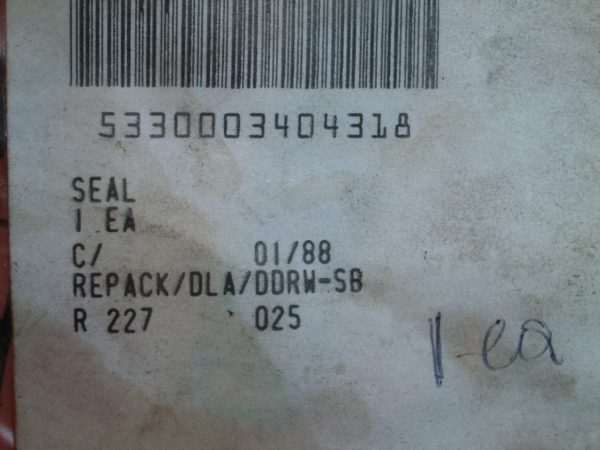 5330003404318
SEAL
1 EA
C/ 01/88
REPACK/DLA/DDRW-SB
R 227 025
1-ea